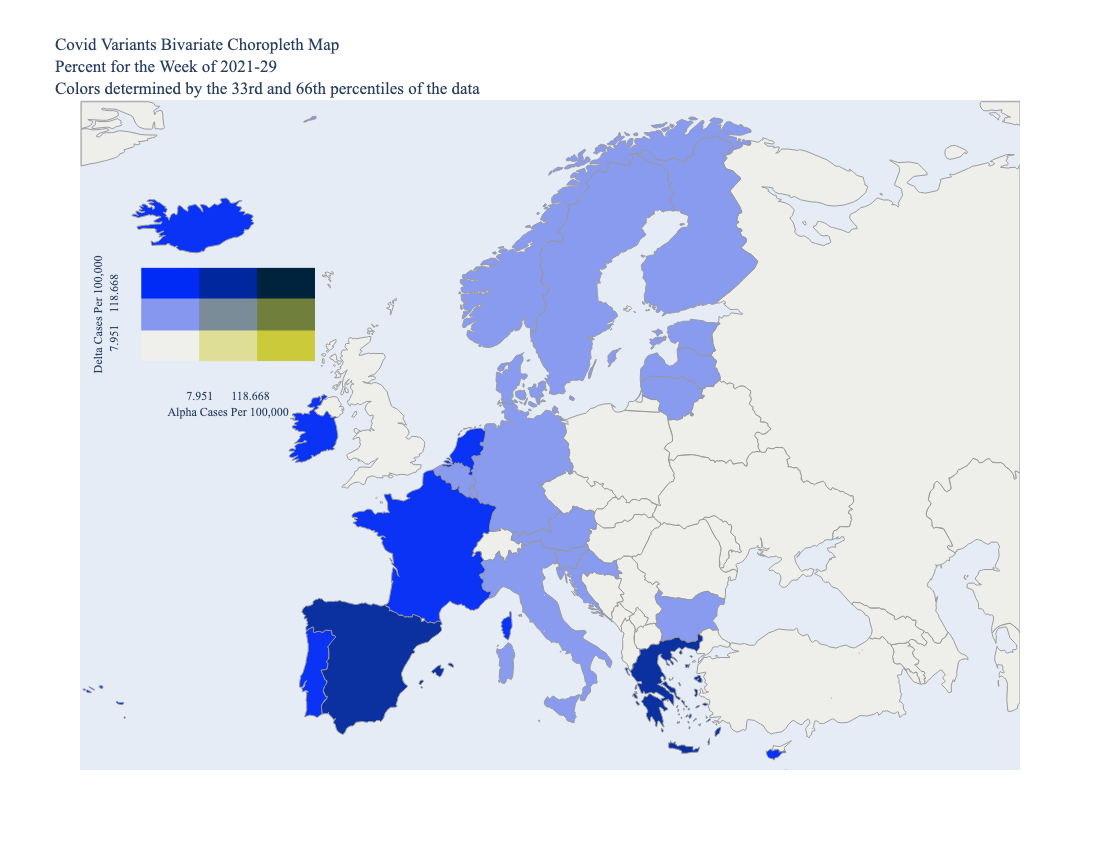 Covid Variants Bivariate Choropleth Map
Percent for the Week of 2021-29
Colors determined by the 33rd and 66th percentiles of the data
Delta Cases Per 100,000
7.951 118.668
7.951 118.668
Alpha Cases Per 100,000